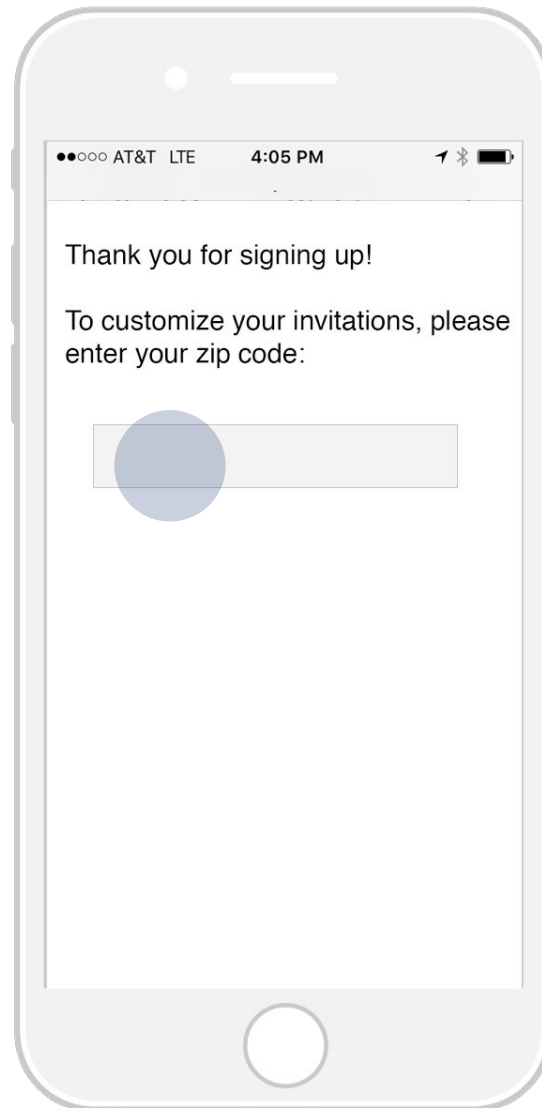 AT&T LTE 4:05 PM
Thank you for signing up!
To customize your invitations, please
enter your zip code: